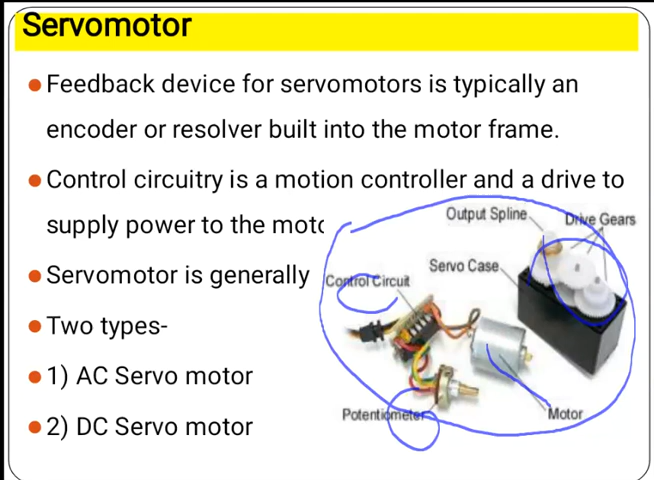 Servomotor
Feedback device for servomotors is typically an
encoder or resolver built into the motor frame.
Control circuitry is a motion controller and a drive to
supply power to the
Servomotor is generally
Two types-
1) AC Servo motor
2) DC Servo motor
Output Spline
Drive Gears
Servo Case
Control Circuit
Potentiometer
Motor